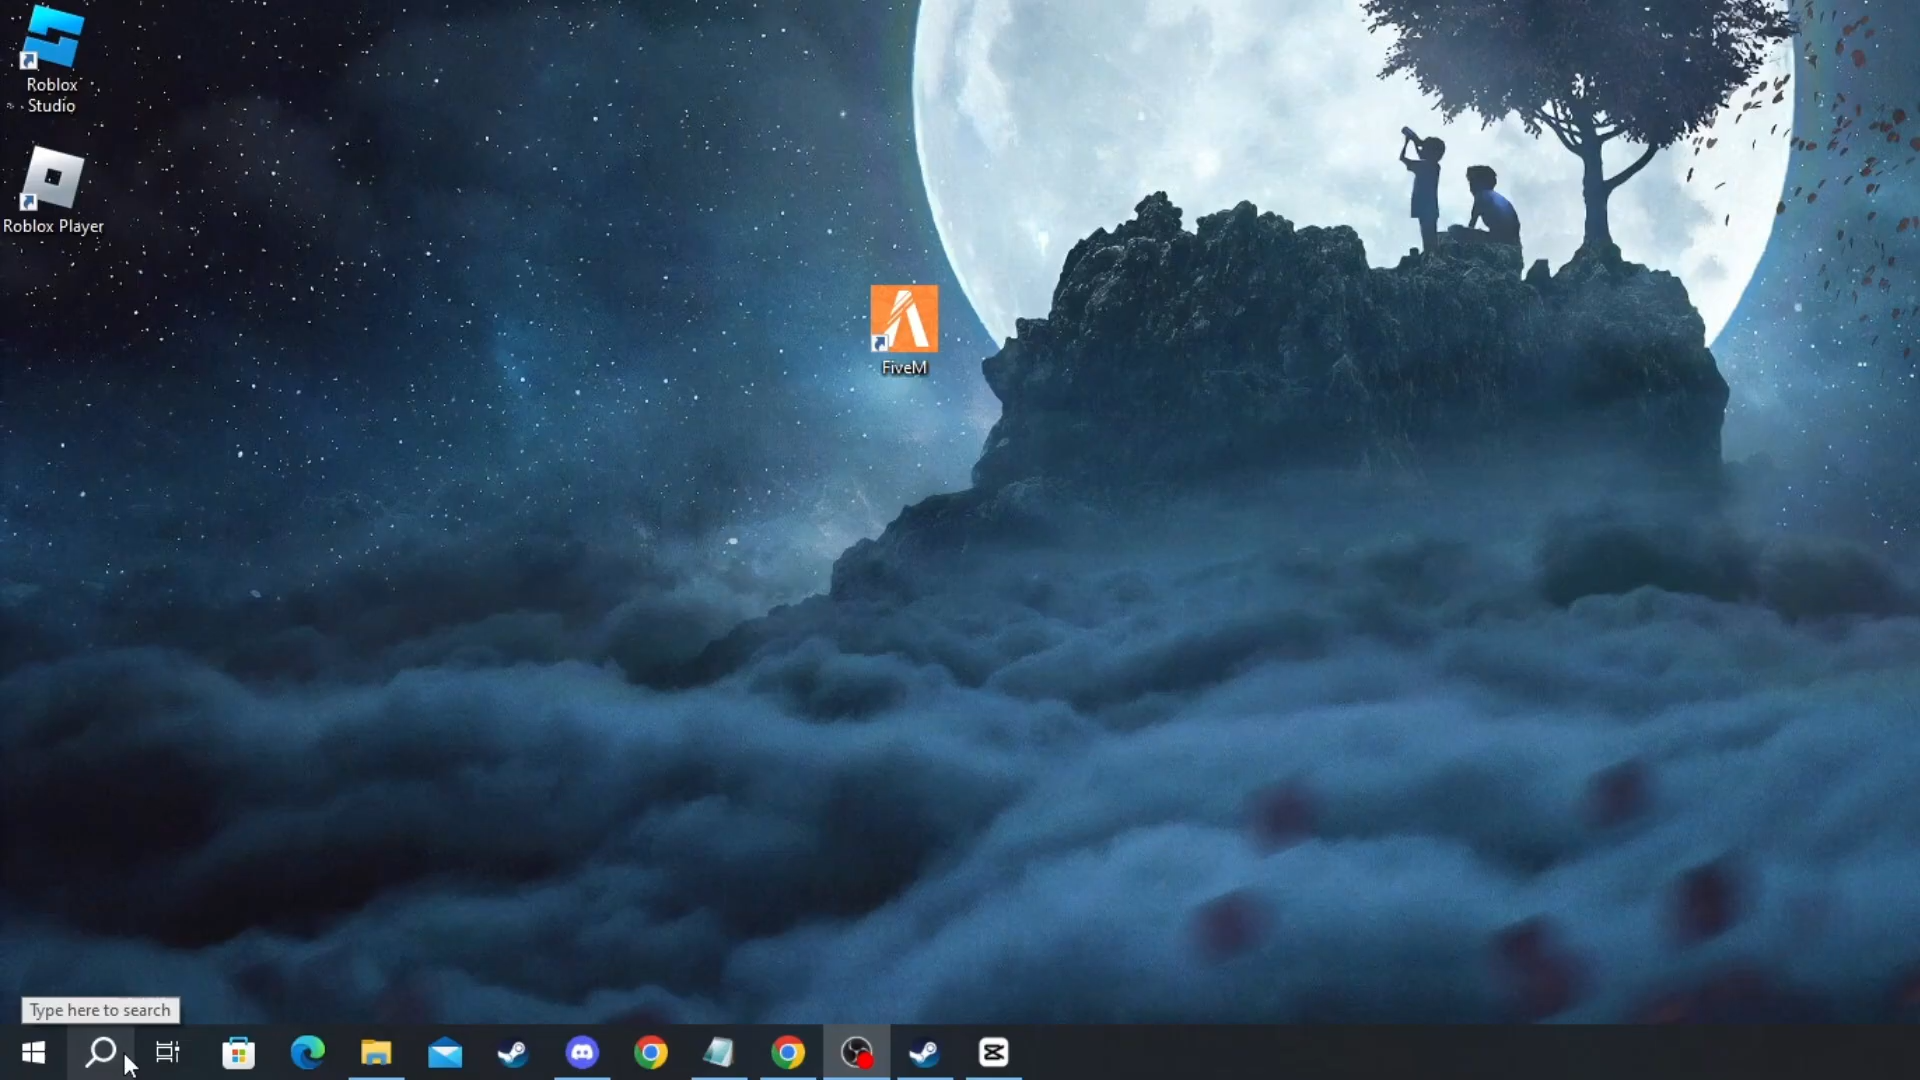 Roblox
Studio
Roblox Player
FiveM
Type here to search